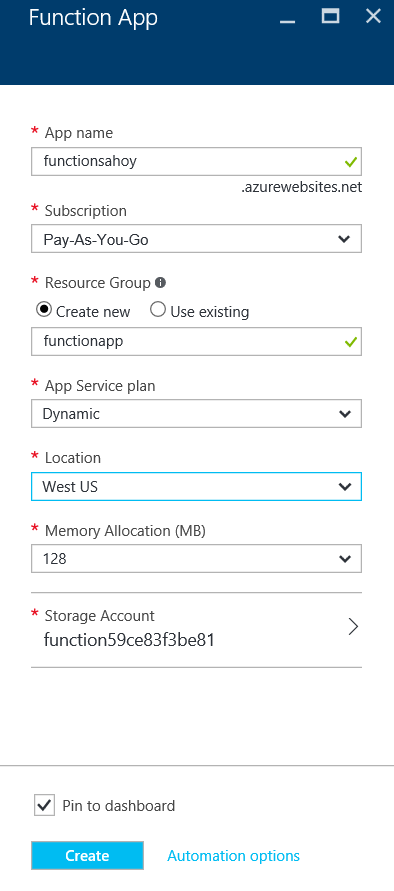 Function App
* App name
functionsahoy
.azurewebsites.net
* Subscription
Pay-As-You-Go
* Resource Group
Create new Use existing
functionapp
* App Service plan
Dynamic
* Location
West US
* Memory Allocation (MB)
128
* Storage Account
function59ce83f3be81
Pin to dashboard
Create Automation options